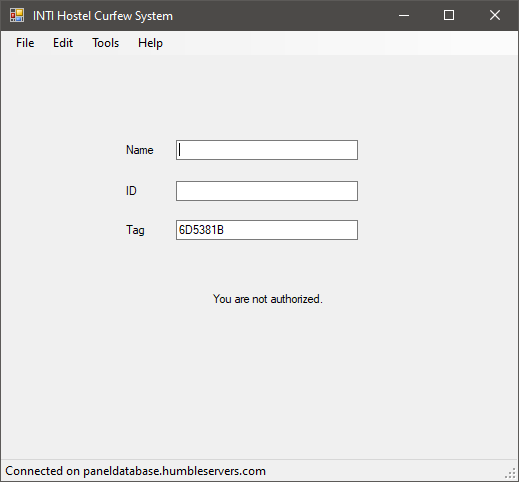 INTI Hostel Curfew System
File Edit Tools Help
Name
ID
Tag 6D5381B
You are not authorized.
Connected on paneldatabase.humbleservers.com